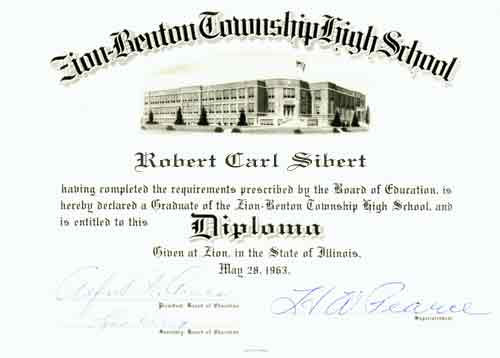 Zion-Benton Township High School
Robert Carl Sibert
having completed the requirements prescribed by the Board of Education, is
hereby declared a Graduate of the Zion-Benton Township High School, and
is entitled to this Diploma
Given at Zion, in the State of Illinois,
May 28, 1963.
President Board of Education
H W Pearce
Superintendent
Secretary Board of Education